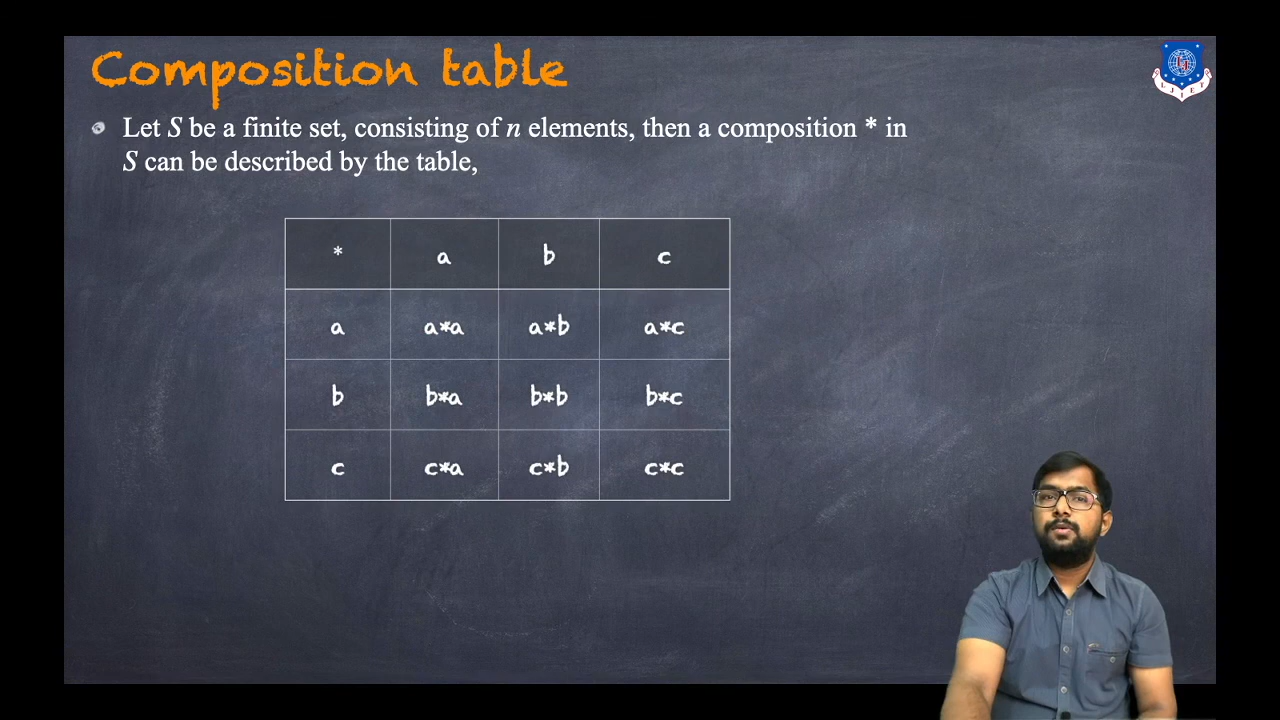 Composition table
Let S be a finite set, consisting of n elements, then a composition * in
S can be described by the table,
* a b c
a a*a a*b a*c
b b*a b*b b*c
c c*a c*b c*c